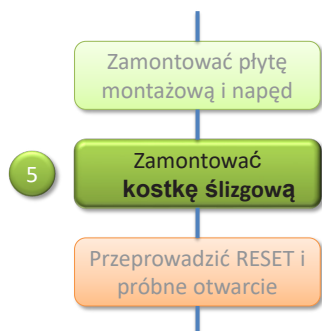 Zamontować płytę
montażową i napęd
5
Zamontować
kostkę ślizgową
Przeprowadzić RESET i
próbne otwarcie